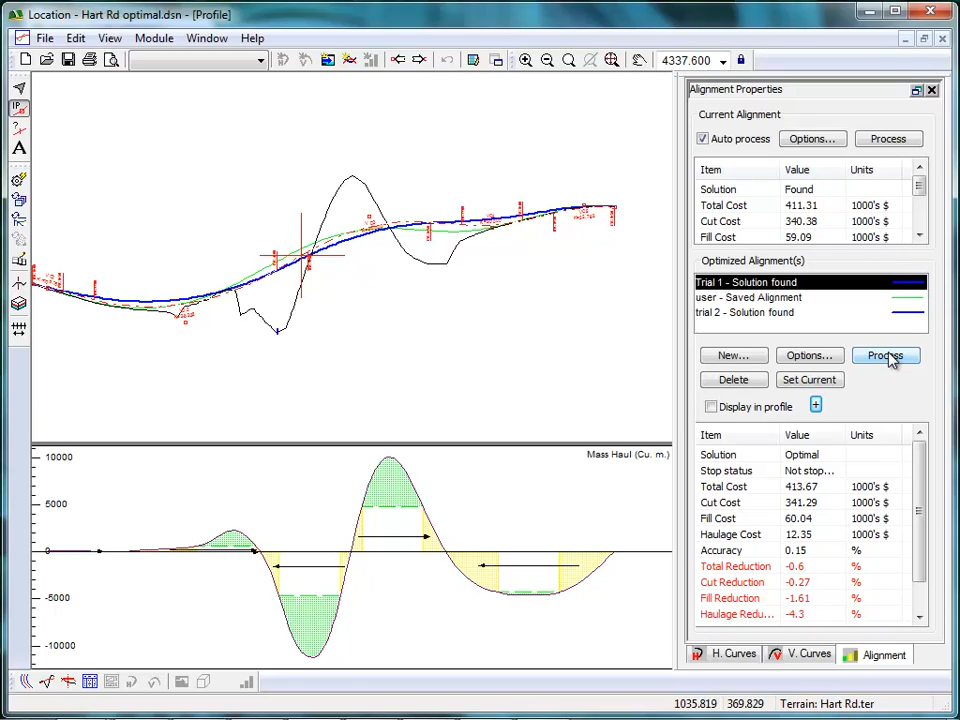 Location - Hart Rd optimal.dsn - [Profile]
File Edit View Module Window Help
4337.600
Alignment Properties
Current Alignment
Auto process Options... Process
Item Value Units
Solution Found
Total Cost 411.31 1000's $
Cut Cost 340.38 1000's $
Fill Cost 59.09 1000's $
Optimized Alignment(s)
Trial 1 - Solution found
user - Saved Alignment
trial 2 - Solution found
New... Options... Process
Delete Set Current
Display in profile +
Item Value Units
Solution Optimal
Stop status Not stop...
Total Cost 413.67 1000's $
Cut Cost 341.29 1000's $
Fill Cost 60.04 1000's $
Haulage Cost 12.35 1000's $
Accuracy 0.15 %
Total Reduction -0.6 %
Cut Reduction -0.27 %
Fill Reduction -1.61 %
Haulage Redu... -4.3 %
H. Curves V. Curves Alignment
IP
A
Mass Haul (Cu. m.)
10000
5000
0
-5000
-10000
1035.819 369.829 Terrain: Hart Rd.ter